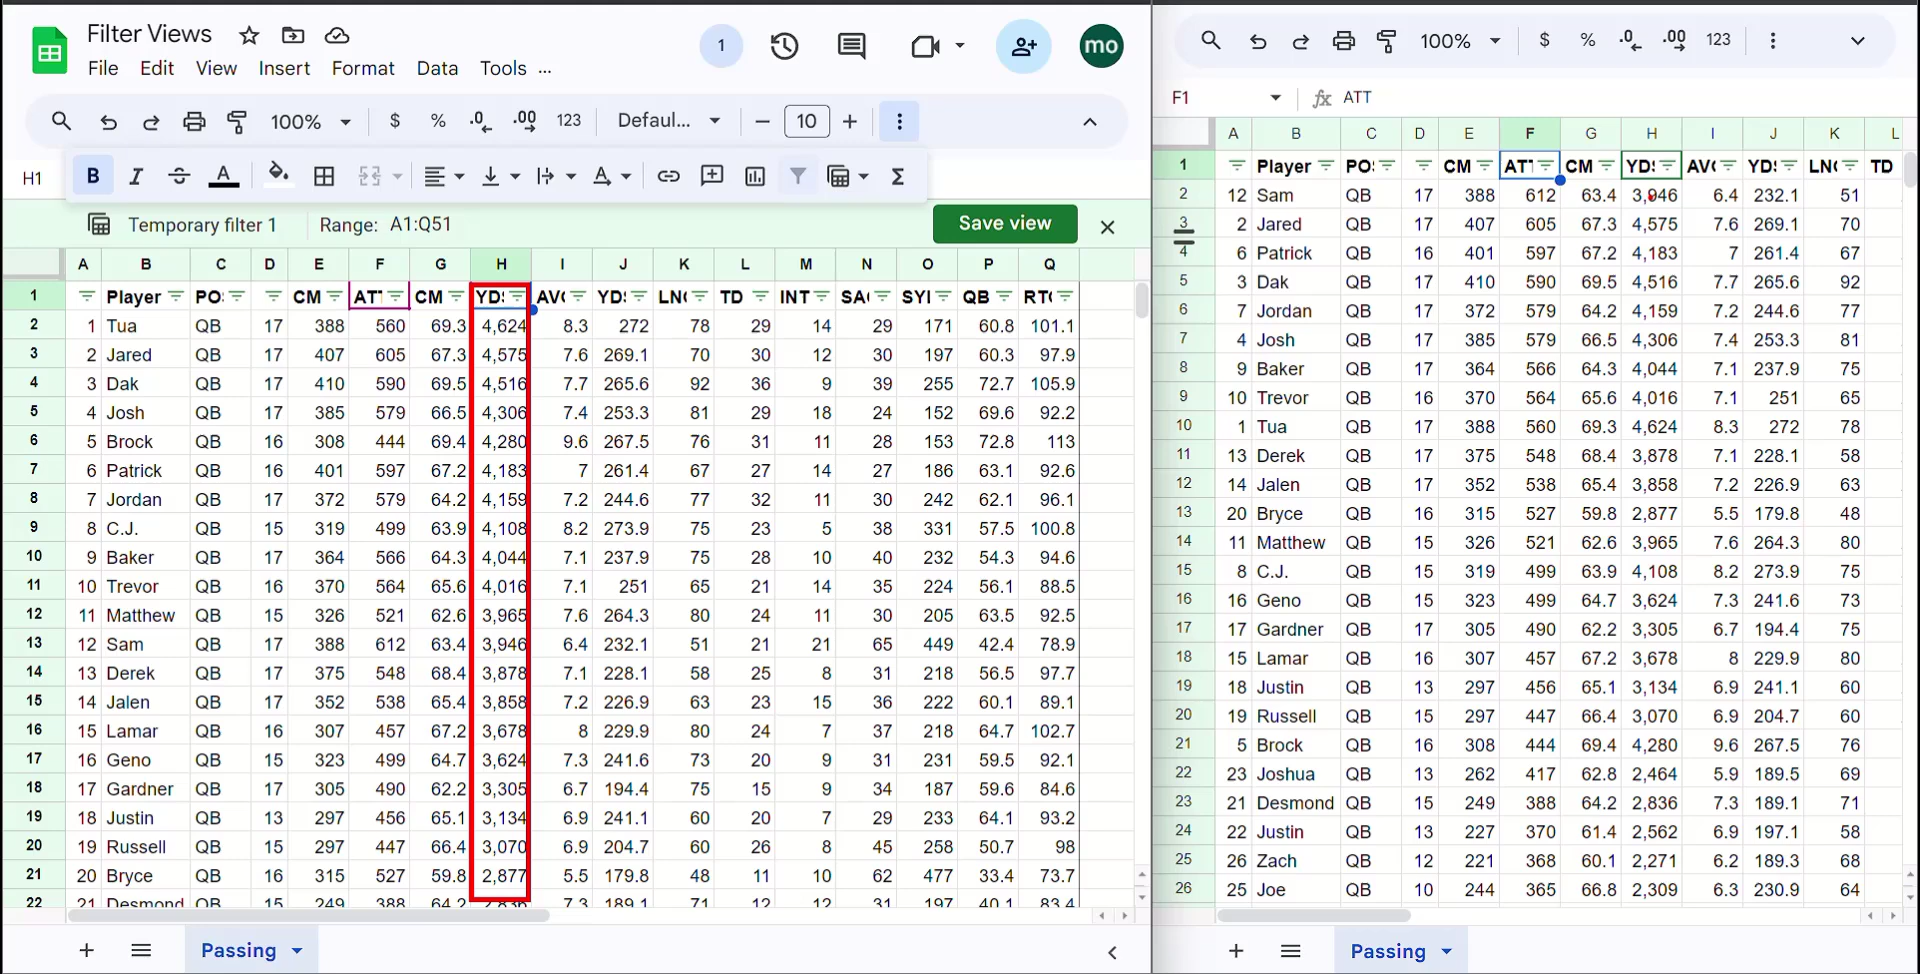 Filter Views
File Edit View Insert Format Data Tools ...
1
mo
100% $ % .0 .00 123 Defaul... 10
B I S A A Σ
H1
Temporary filter 1 Range: A1:Q51 Save view
A B C D E F G H I J K L M N O P Q
1 Player PO: CM ATT CM YD: AV LN TD INT SA SYI QB RT
2 1 Tua QB 17 388 560 69.3 4,624 8.3 272 78 29 14 29 171 60.8 101.1
3 2 Jared QB 17 407 605 67.3 4,575 7.6 269.1 70 30 12 30 197 60.3 97.9
4 3 Dak QB 17 410 590 69.5 4,516 7.7 265.6 92 36 9 39 255 72.7 105.9
5 4 Josh QB 17 385 579 66.5 4,306 7.4 253.3 81 29 18 24 152 69.6 92.2
6 5 Brock QB 16 308 444 69.4 4,280 9.6 267.5 76 31 11 28 153 72.8 113
7 6 Patrick QB 16 401 597 67.2 4,183 7 261.4 67 27 14 27 186 63.1 92.6
8 7 Jordan QB 17 372 579 64.2 4,159 7.2 244.6 77 32 11 30 242 62.1 96.1
9 8 C.J. QB 15 319 499 63.9 4,108 8.2 273.9 75 23 5 38 331 57.5 100.8
10 9 Baker QB 17 364 566 64.3 4,044 7.1 237.9 75 28 10 40 232 54.3 94.6
11 10 Trevor QB 16 370 564 65.6 4,016 7.1 251 65 21 14 35 224 56.1 88.5
12 11 Matthew QB 15 326 521 62.6 3,965 7.6 264.3 80 24 11 30 205 63.5 92.5
13 12 Sam QB 17 388 612 63.4 3,946 6.4 232.1 51 21 21 65 449 42.4 78.9
14 13 Derek QB 17 375 548 68.4 3,878 7.1 228.1 58 25 8 31 218 56.5 97.7
15 14 Jalen QB 17 352 538 65.4 3,858 7.2 226.9 63 23 15 36 222 60.1 89.1
16 15 Lamar QB 16 307 457 67.2 3,678 8 229.9 80 24 7 37 218 64.7 102.7
17 16 Geno QB 15 323 499 64.7 3,624 7.3 241.6 73 20 9 31 231 59.5 92.1
18 17 Gardner QB 17 305 490 62.2 3,305 6.7 194.4 75 15 9 34 187 59.6 84.6
19 18 Justin QB 13 297 456 65.1 3,134 6.9 241.1 60 20 7 29 233 64.1 93.2
20 19 Russell QB 15 297 447 66.4 3,070 6.9 204.7 60 26 8 45 258 50.7 98
21 20 Bryce QB 16 315 527 59.8 2,877 5.5 179.8 48 11 10 62 477 33.4 73.7
22 21 Desmond QB 15 249 388 64.2 2,836 7.3 189.1 71 12 12 31 197 40.1 83.4
Passing
100% $ % .0 .00 123
F1 fx ATT
A B C D E F G H I J K L
1 Player PO: CM ATT CM YD: AV YD: LN TD
2 12 Sam QB 17 388 612 63.4 3,946 6.4 232.1 51
3 2 Jared QB 17 407 605 67.3 4,575 7.6 269.1 70
4 6 Patrick QB 16 401 597 67.2 4,183 7 261.4 67
5 3 Dak QB 17 410 590 69.5 4,516 7.7 265.6 92
6 7 Jordan QB 17 372 579 64.2 4,159 7.2 244.6 77
7 4 Josh QB 17 385 579 66.5 4,306 7.4 253.3 81
8 9 Baker QB 17 364 566 64.3 4,044 7.1 237.9 75
9 10 Trevor QB 16 370 564 65.6 4,016 7.1 251 65
10 1 Tua QB 17 388 560 69.3 4,624 8.3 272 78
11 13 Derek QB 17 375 548 68.4 3,878 7.1 228.1 58
12 14 Jalen QB 17 352 538 65.4 3,858 7.2 226.9 63
13 20 Bryce QB 16 315 527 59.8 2,877 5.5 179.8 48
14 11 Matthew QB 15 326 521 62.6 3,965 7.6 264.3 80
15 8 C.J. QB 15 319 499 63.9 4,108 8.2 273.9 75
16 16 Geno QB 15 323 499 64.7 3,624 7.3 241.6 73
17 17 Gardner QB 17 305 490 62.2 3,305 6.7 194.4 75
18 15 Lamar QB 16 307 457 67.2 3,678 8 229.9 80
19 18 Justin QB 13 297 456 65.1 3,134 6.9 241.1 60
20 19 Russell QB 15 297 447 66.4 3,070 6.9 204.7 60
21 5 Brock QB 16 308 444 69.4 4,280 9.6 267.5 76
22 23 Joshua QB 13 262 417 62.8 2,464 5.9 189.5 69
23 21 Desmond QB 15 249 388 64.2 2,836 7.3 189.1 71
24 22 Justin QB 13 227 370 61.4 2,562 6.9 197.1 58
25 26 Zach QB 12 221 368 60.1 2,271 6.2 189.3 68
26 25 Joe QB 10 244 365 66.8 2,309 6.3 230.9 64
Passing